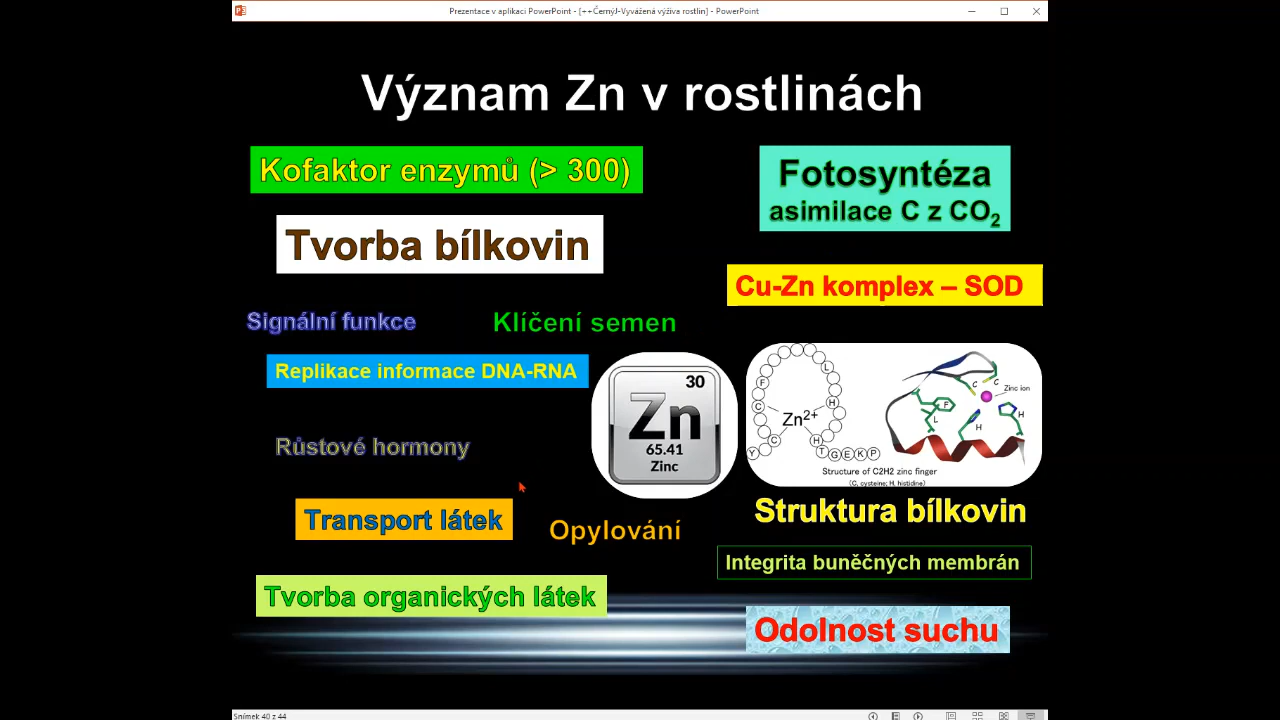 Prezentace v aplikaci PowerPoint - [++ČernýJ-Vyvážená výživa rostlin] - PowerPoint
Význam Zn v rostlinách
Kofaktor enzymů (> 300)
Fotosyntéza
asimilace C z CO2
Tvorba bílkovin
Cu-Zn komplex – SOD
Signální funkce
Klíčení semen
Replikace informace DNA-RNA
30
Zn
65.41
Zinc
F
C
C
Y
Zn2+
L
H
H
T G E K P
C
C
Zinc ion
F
L
H
H
Structure of C2H2 zinc finger
(C, cysteine; H, histidine)
Růstové hormony
Transport látek
Opylování
Struktura bílkovin
Integrita buněčných membrán
Tvorba organických látek
Odolnost suchu
Snímek 40 z 44